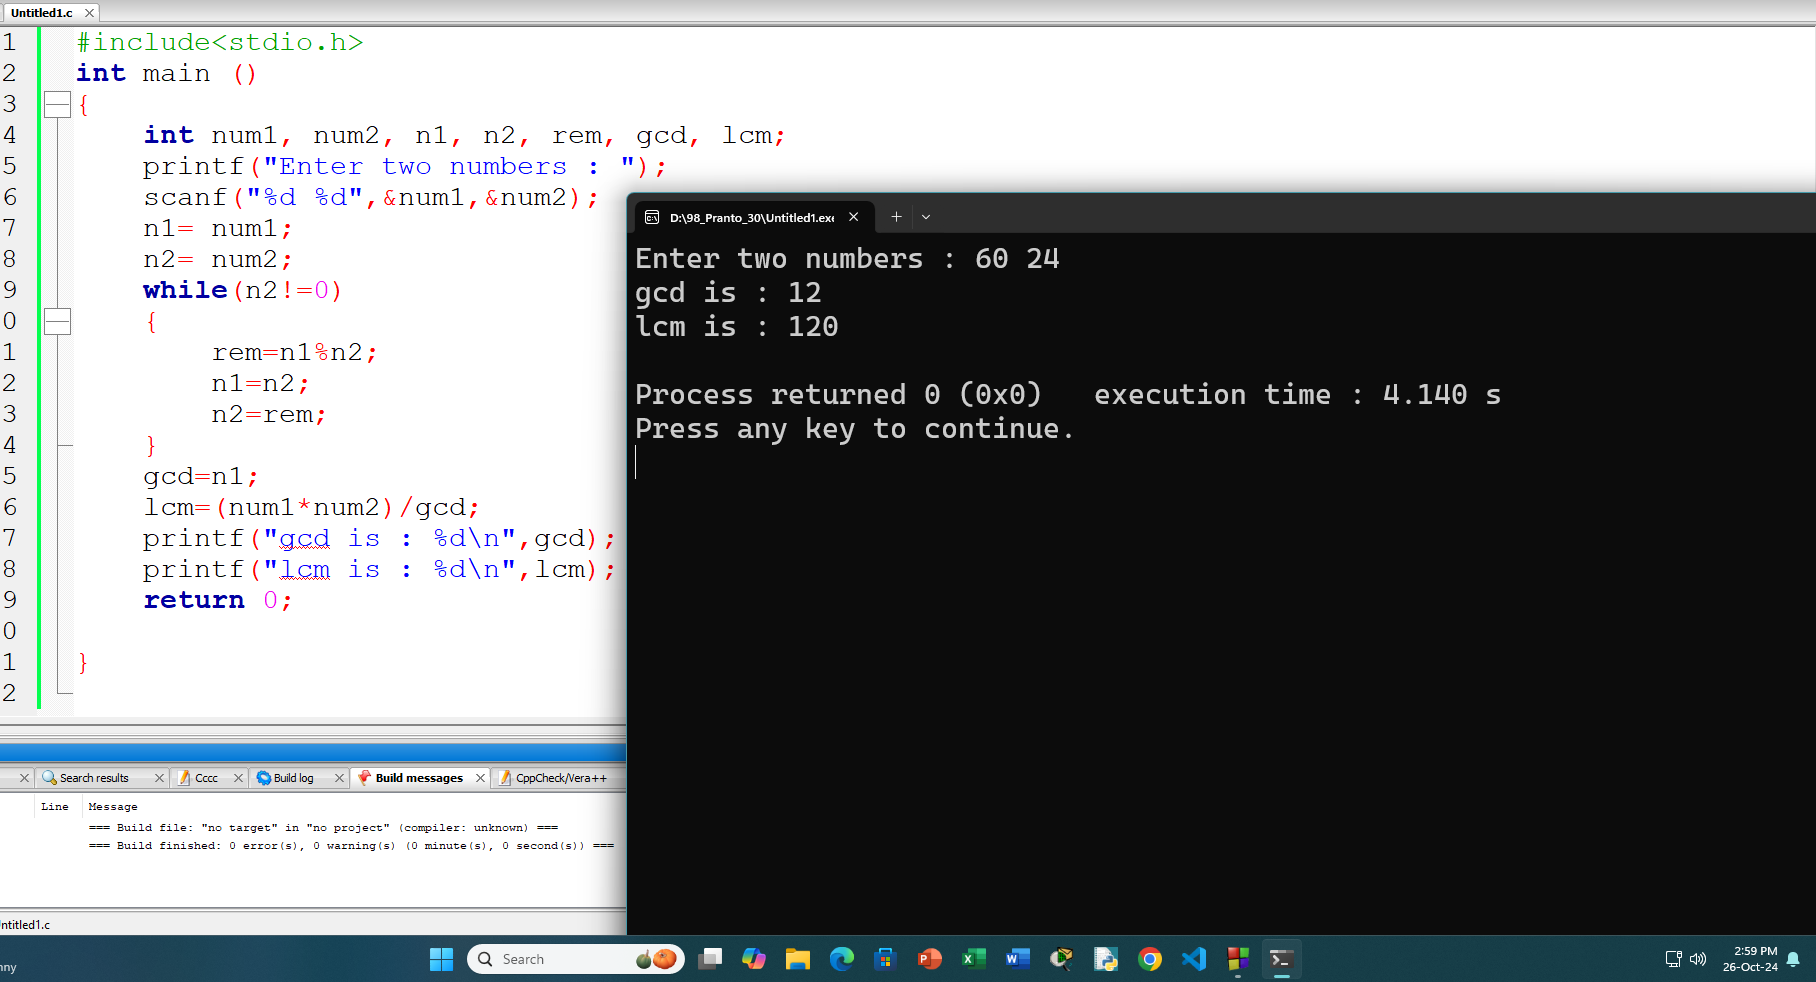 Untitled1.c
1 #include<stdio.h>
2 int main ()
3 {
4 int num1, num2, n1, n2, rem, gcd, lcm;
5 printf("Enter two numbers : ");
6 scanf("%d %d",&num1,&num2);
7 n1= num1;
8 n2= num2;
9 while(n2!=0)
0 {
1 rem=n1%n2;
2 n1=n2;
3 n2=rem;
4 }
5 gcd=n1;
6 lcm=(num1*num2)/gcd;
7 printf("gcd is : %d\n",gcd);
8 printf("lcm is : %d\n",lcm);
9 return 0;
0
1 }
2
D:\98_Pranto_30\Untitled1.exe
Enter two numbers : 60 24
gcd is : 12
lcm is : 120
Process returned 0 (0x0)   execution time : 4.140 s
Press any key to continue.
Search results Cccc Build log Build messages CppCheck/Vera++
Line Message
=== Build file: "no target" in "no project" (compiler: unknown) ===
=== Build finished: 0 error(s), 0 warning(s) (0 minute(s), 0 second(s)) ===
ntitled1.c
nny
Search
2:59 PM
26-Oct-24